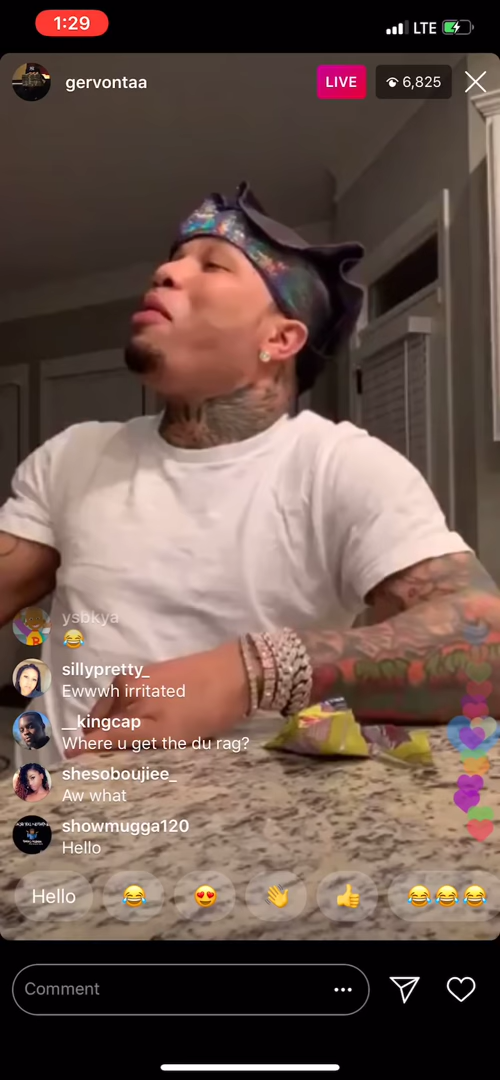 1:29
LTE
gervontaa
LIVE
6,825
ysbkya
😂
sillypretty_
Ewwwh irritated
__kingcap
Where u get the du rag?
shesoboujiee_
Aw what
showmugga120
Hello
Hello 😂 😍 👋 👍 😂😂😂
Comment